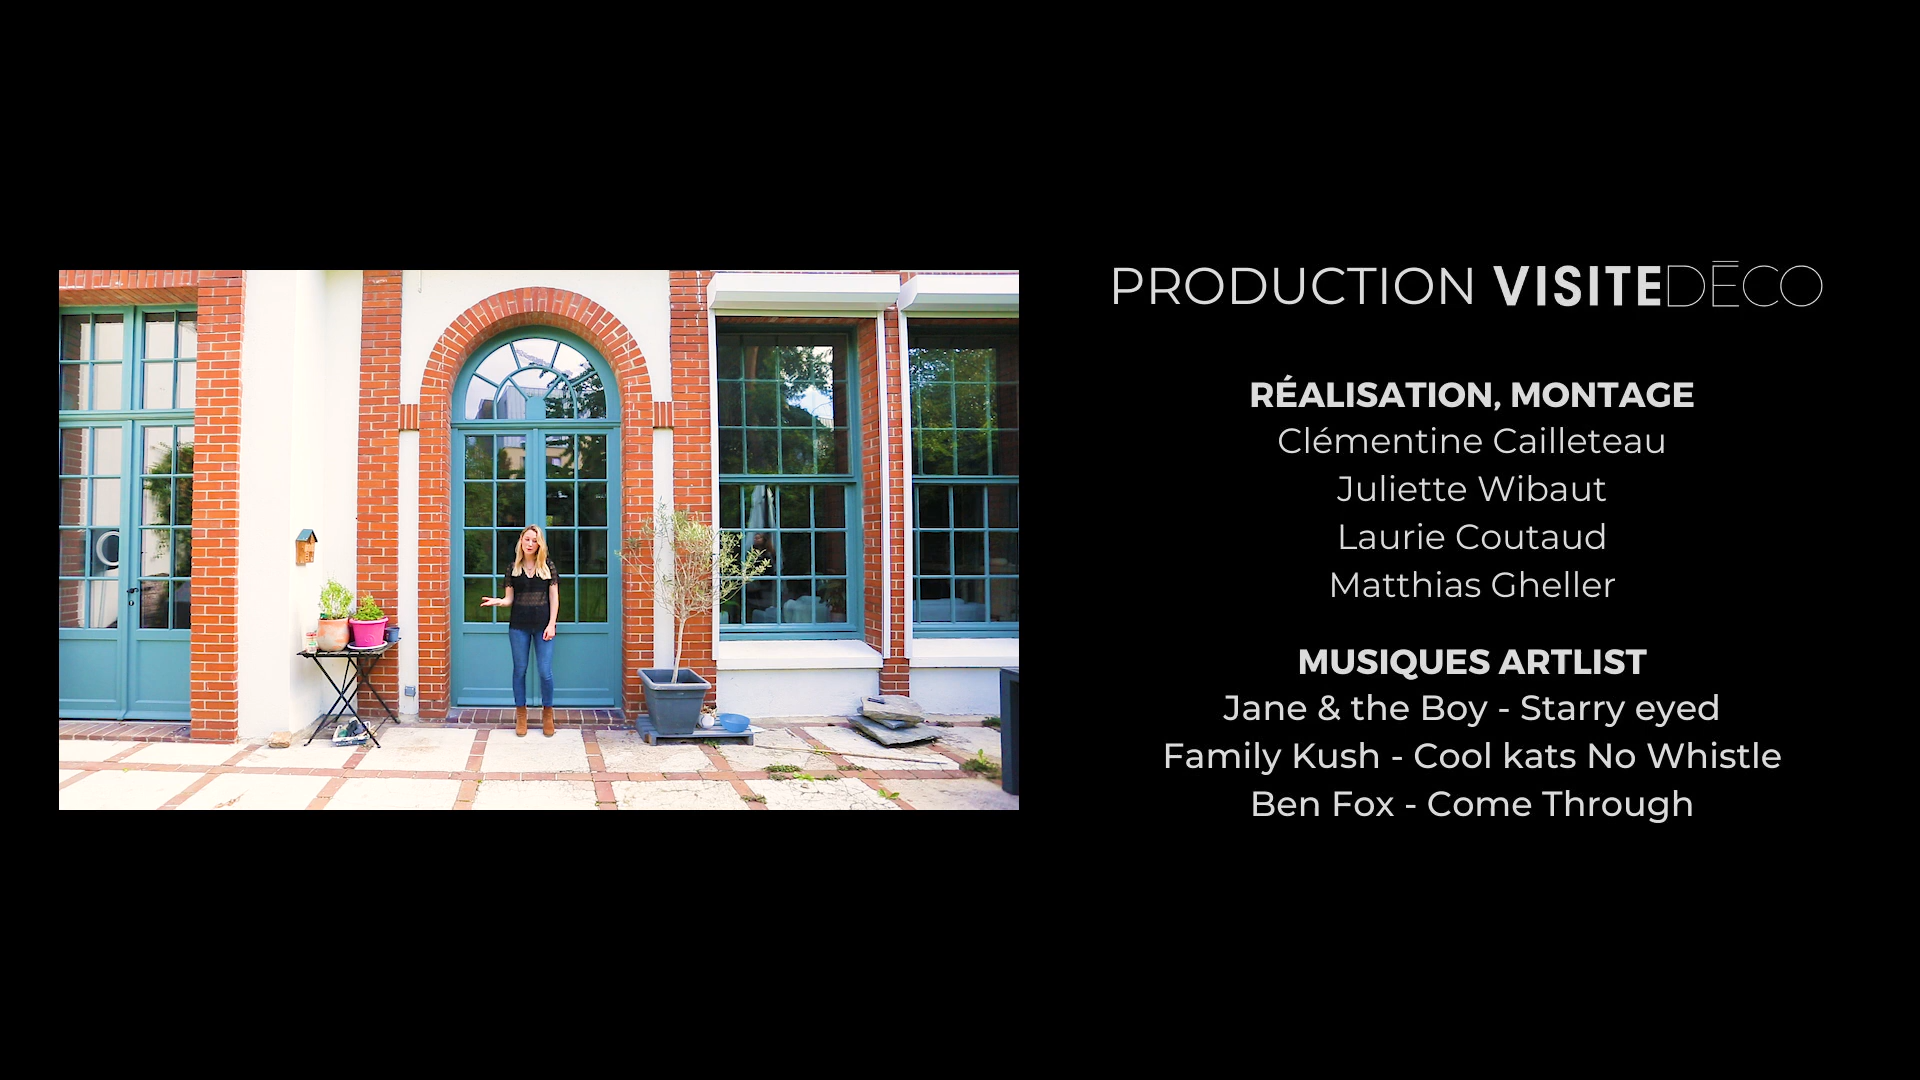 PRODUCTION VISITEDĒCO
RÉALISATION, MONTAGE
Clémentine Cailleteau
Juliette Wibaut
Laurie Coutaud
Matthias Gheller
MUSIQUES ARTLIST
Jane & the Boy - Starry eyed
Family Kush - Cool kats No Whistle
Ben Fox - Come Through